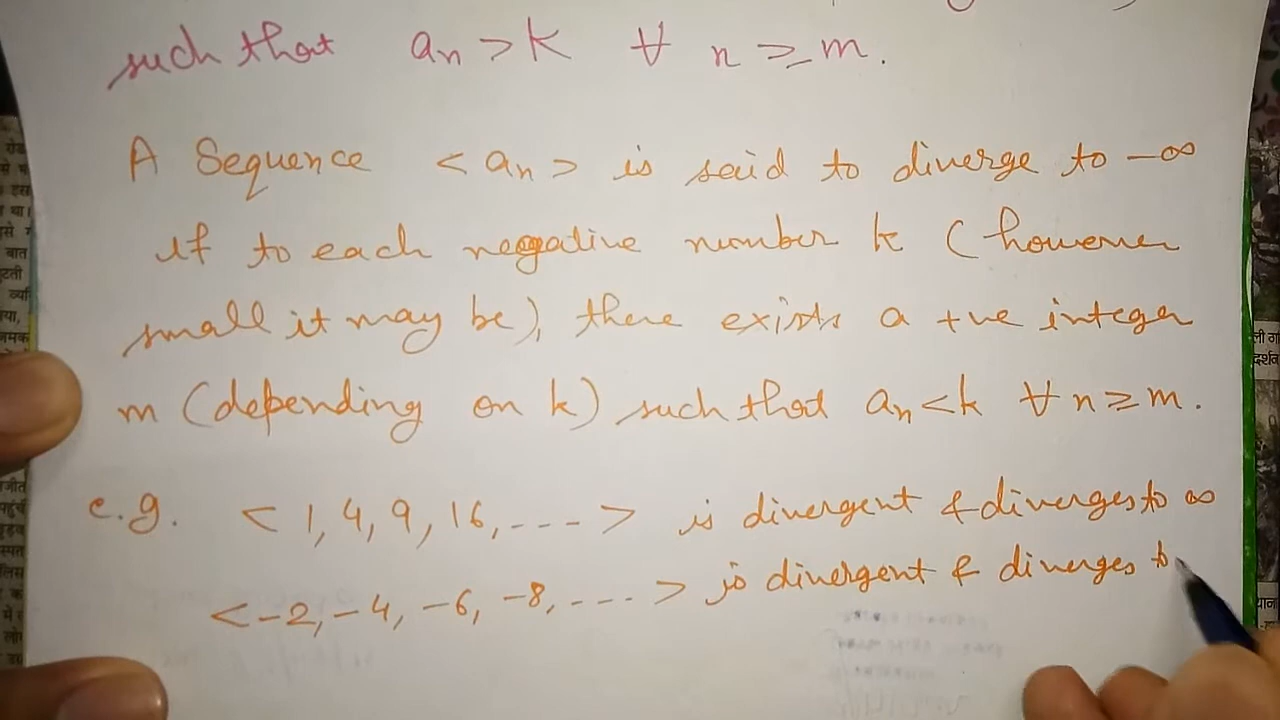 such that an > k ∀ n ≥ m.
A Sequence < an > is said to diverge to -∞
if to each negative number k (however
small it may be), there exists a +ve integer
m (depending on k) such that an < k ∀ n ≥ m.
e.g. < 1, 4, 9, 16, ---- > is divergent & diverges to ∞
< -2, -4, -6, -8, ---- > is divergent & diverges to